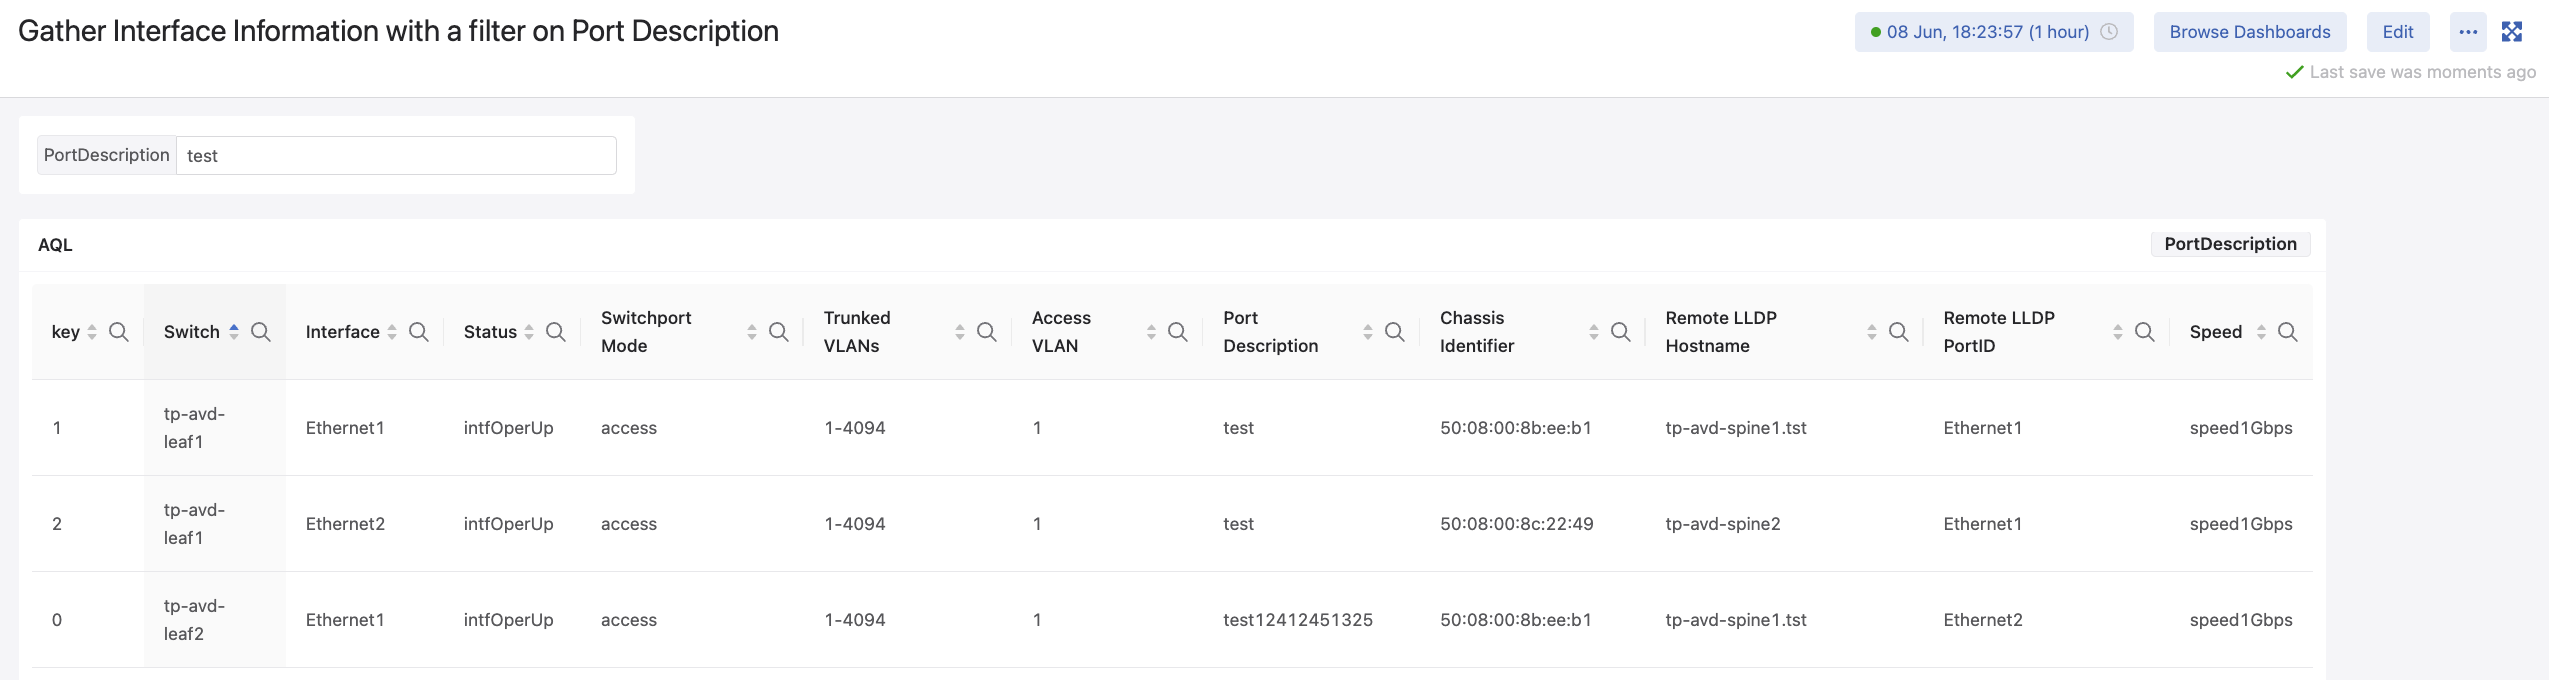 Gather Interface Information with a filter on Port Description
08 Jun, 18:23:57 (1 hour)
Browse Dashboards
Edit
Last save was moments ago
PortDescription test
AQL
PortDescription
key Switch Interface Status Switchport Mode Trunked VLANs Access VLAN Port Description Chassis Identifier Remote LLDP Hostname Remote LLDP PortID Speed
1 tp-avd-leaf1 Ethernet1 intfOperUp access 1-4094 1 test 50:08:00:8b:ee:b1 tp-avd-spine1.tst Ethernet1 speed1Gbps
2 tp-avd-leaf1 Ethernet2 intfOperUp access 1-4094 1 test 50:08:00:8c:22:49 tp-avd-spine2 Ethernet1 speed1Gbps
0 tp-avd-leaf2 Ethernet1 intfOperUp access 1-4094 1 test12412451325 50:08:00:8b:ee:b1 tp-avd-spine1.tst Ethernet2 speed1Gbps